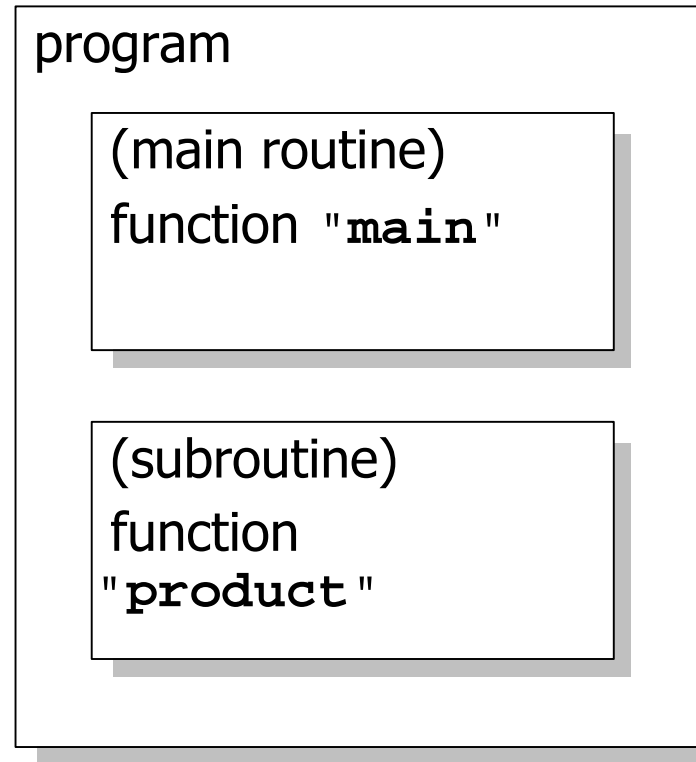 program
(main routine)
function "main"
(subroutine)
function
"product"